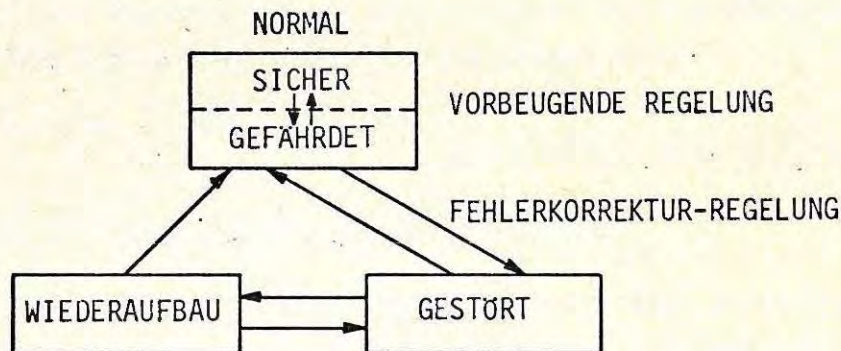 NORMAL
SICHER
VORBEUGENDE REGELUNG
GEFÄHRDET
FEHLERKORREKTUR-REGELUNG
WIEDERAUFBAU
GESTÖRT